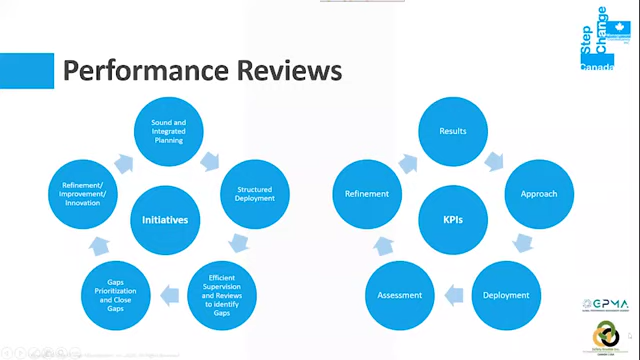 Step
Change
Canada
Performance Reviews
Sound and
Integrated
Planning
Structured
Deployment
Efficient
Supervision
and Reviews
to identify
Gaps
Gaps
Prioritization
and Close
Gaps
Refinement/
Improvement/
Innovation
Initiatives
Results
Approach
Deployment
Assessment
Refinement
KPIs
GPMA